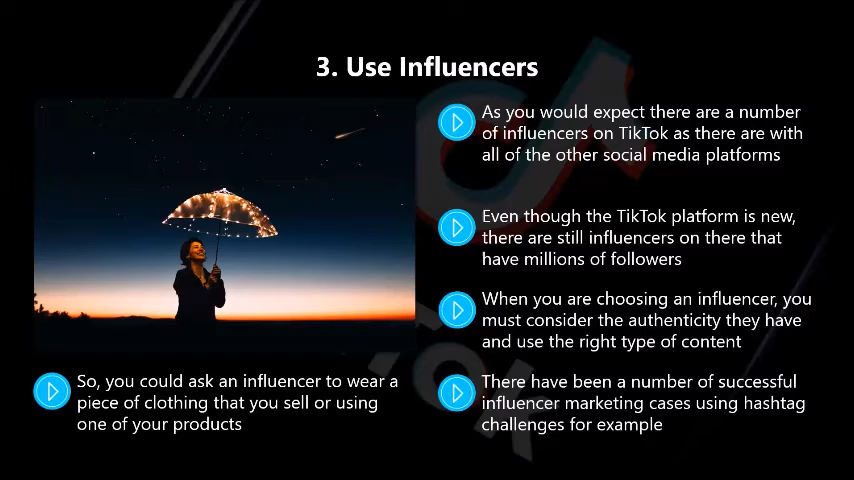 3. Use Influencers
As you would expect there are a number
of influencers on TikTok as there are with
all of the other social media platforms
Even though the TikTok platform is new,
there are still influencers on there that
have millions of followers
When you are choosing an influencer, you
must consider the authenticity they have
and use the right type of content
So, you could ask an influencer to wear a
piece of clothing that you sell or using
one of your products
There have been a number of successful
influencer marketing cases using hashtag
challenges for example